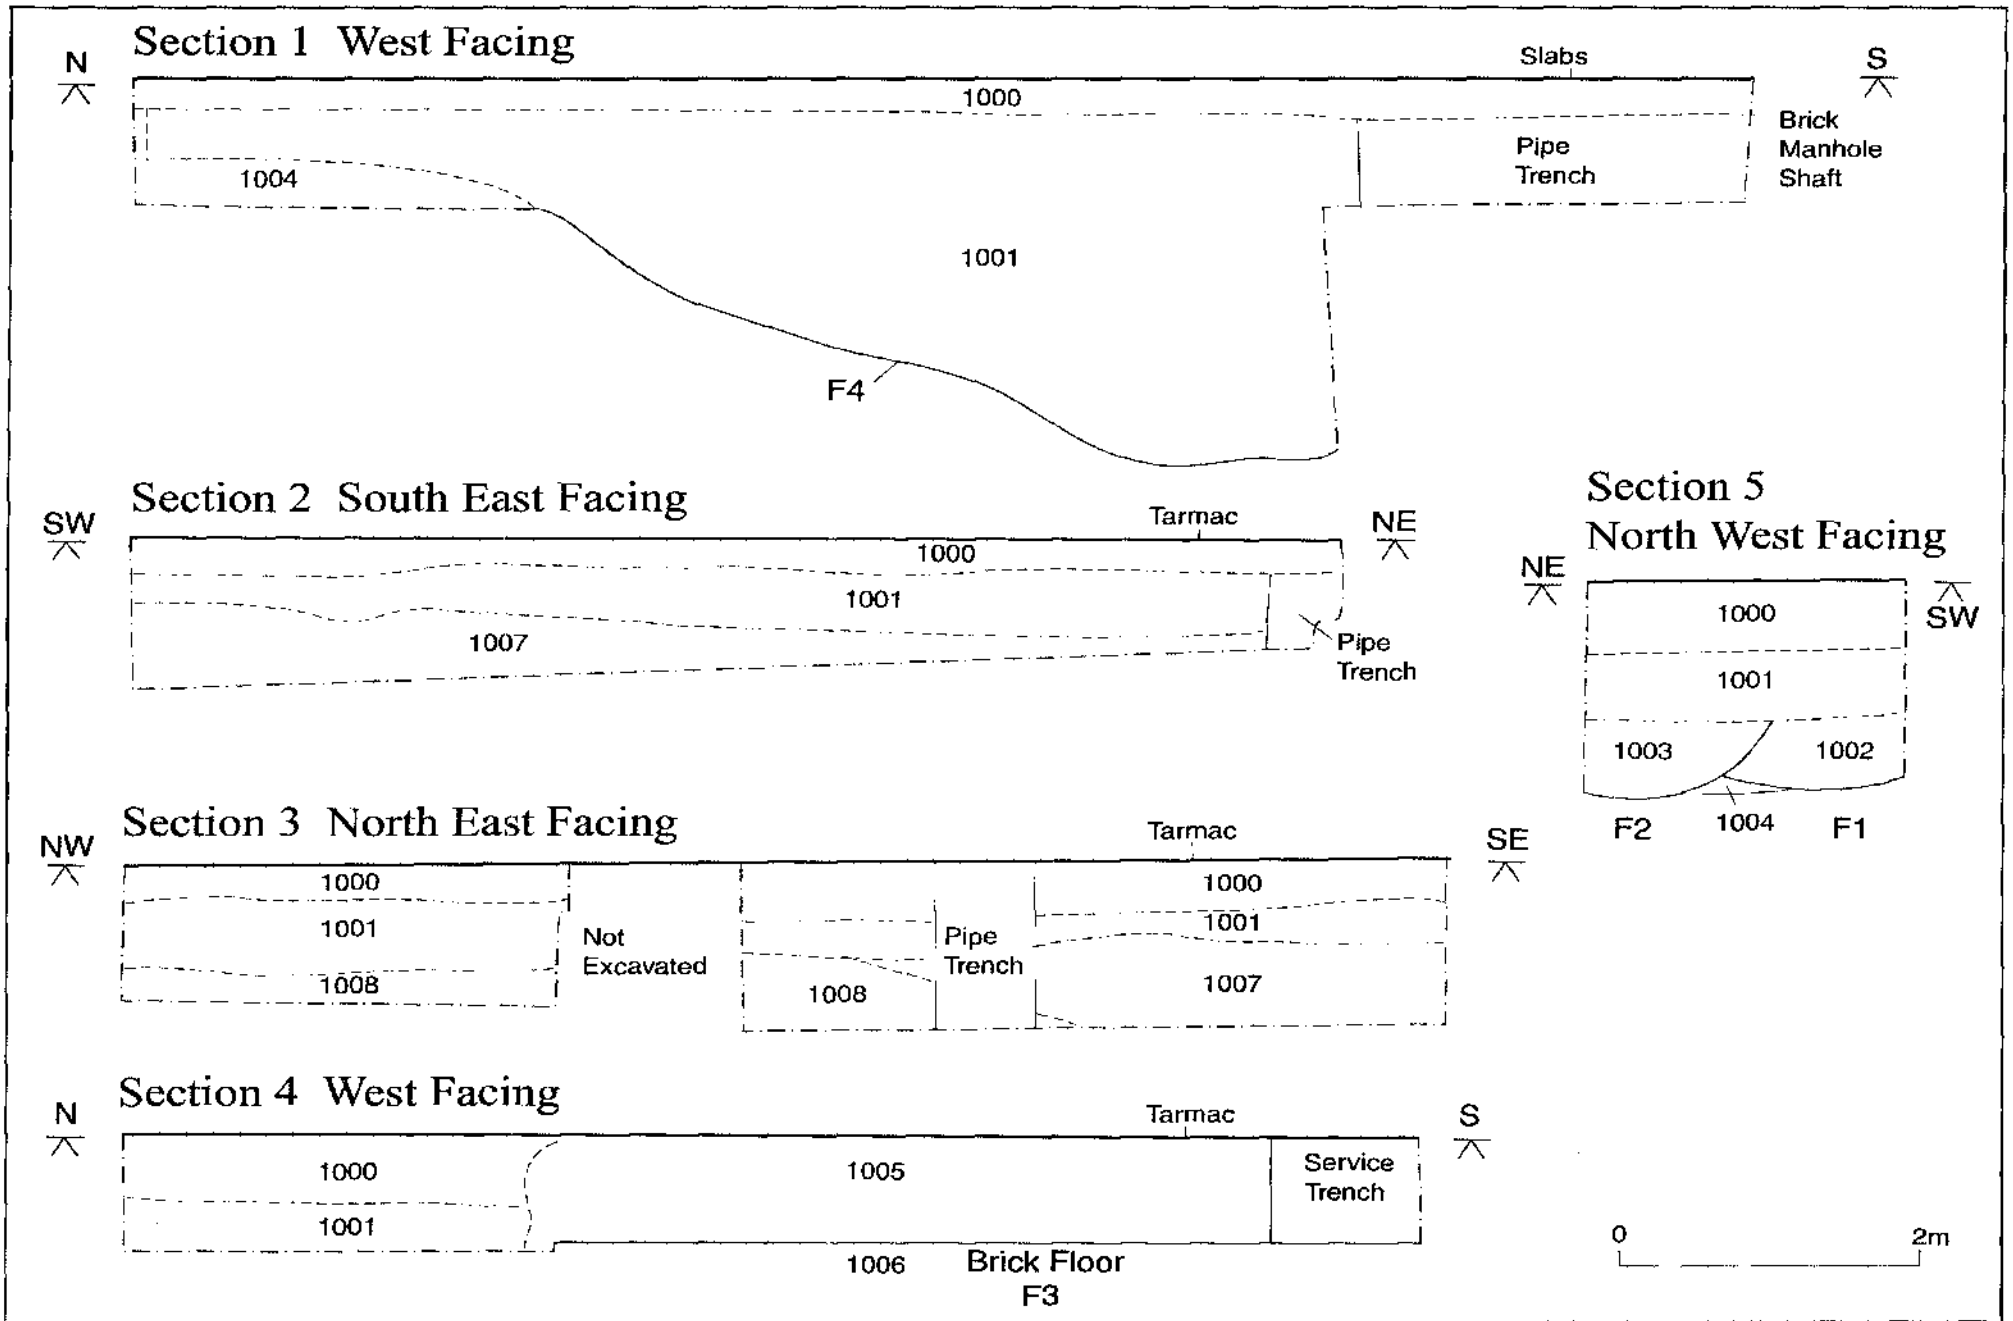 Section 1 West Facing
N
Slabs
S
1000
Brick
Manhole
Shaft
Pipe
Trench
1004
1001
F4
Section 2 South East Facing
SW
Tarmac
NE
1000
1001
1007
Pipe
Trench
Section 5
North West Facing
NE
SW
1000
1001
1003
1002
F2
1004
F1
Section 3 North East Facing
NW
Tarmac
SE
1000
1001
1008
Not
Excavated
1008
Pipe
Trench
1000
1001
1007
Section 4 West Facing
N
Tarmac
S
1000
1001
1005
Service
Trench
1006
Brick Floor
F3
0
2m